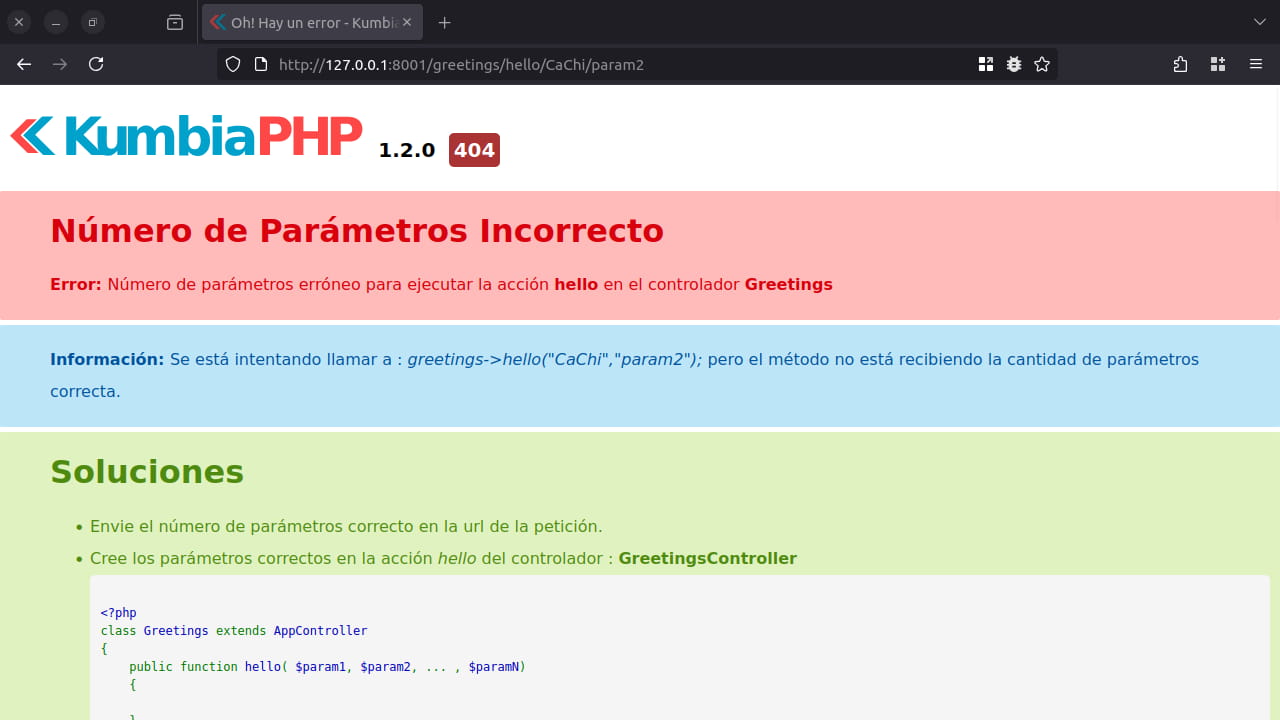 Oh! Hay un error - Kumbi
http://127.0.0.1:8001/greetings/hello/CaChi/param2
KumbiaPHP 1.2.0 404
Número de Parámetros Incorrecto
Error: Número de parámetros erróneo para ejecutar la acción hello en el controlador Greetings
Información: Se está intentando llamar a : greetings->hello("CaChi","param2"); pero el método no está recibiendo la cantidad de parámetros
correcta.
Soluciones
• Envie el número de parámetros correcto en la url de la petición.
• Cree los parámetros correctos en la acción hello del controlador : GreetingsController
<?php
class Greetings extends AppController
{
    public function hello( $param1, $param2, ... , $paramN)
    {
    }